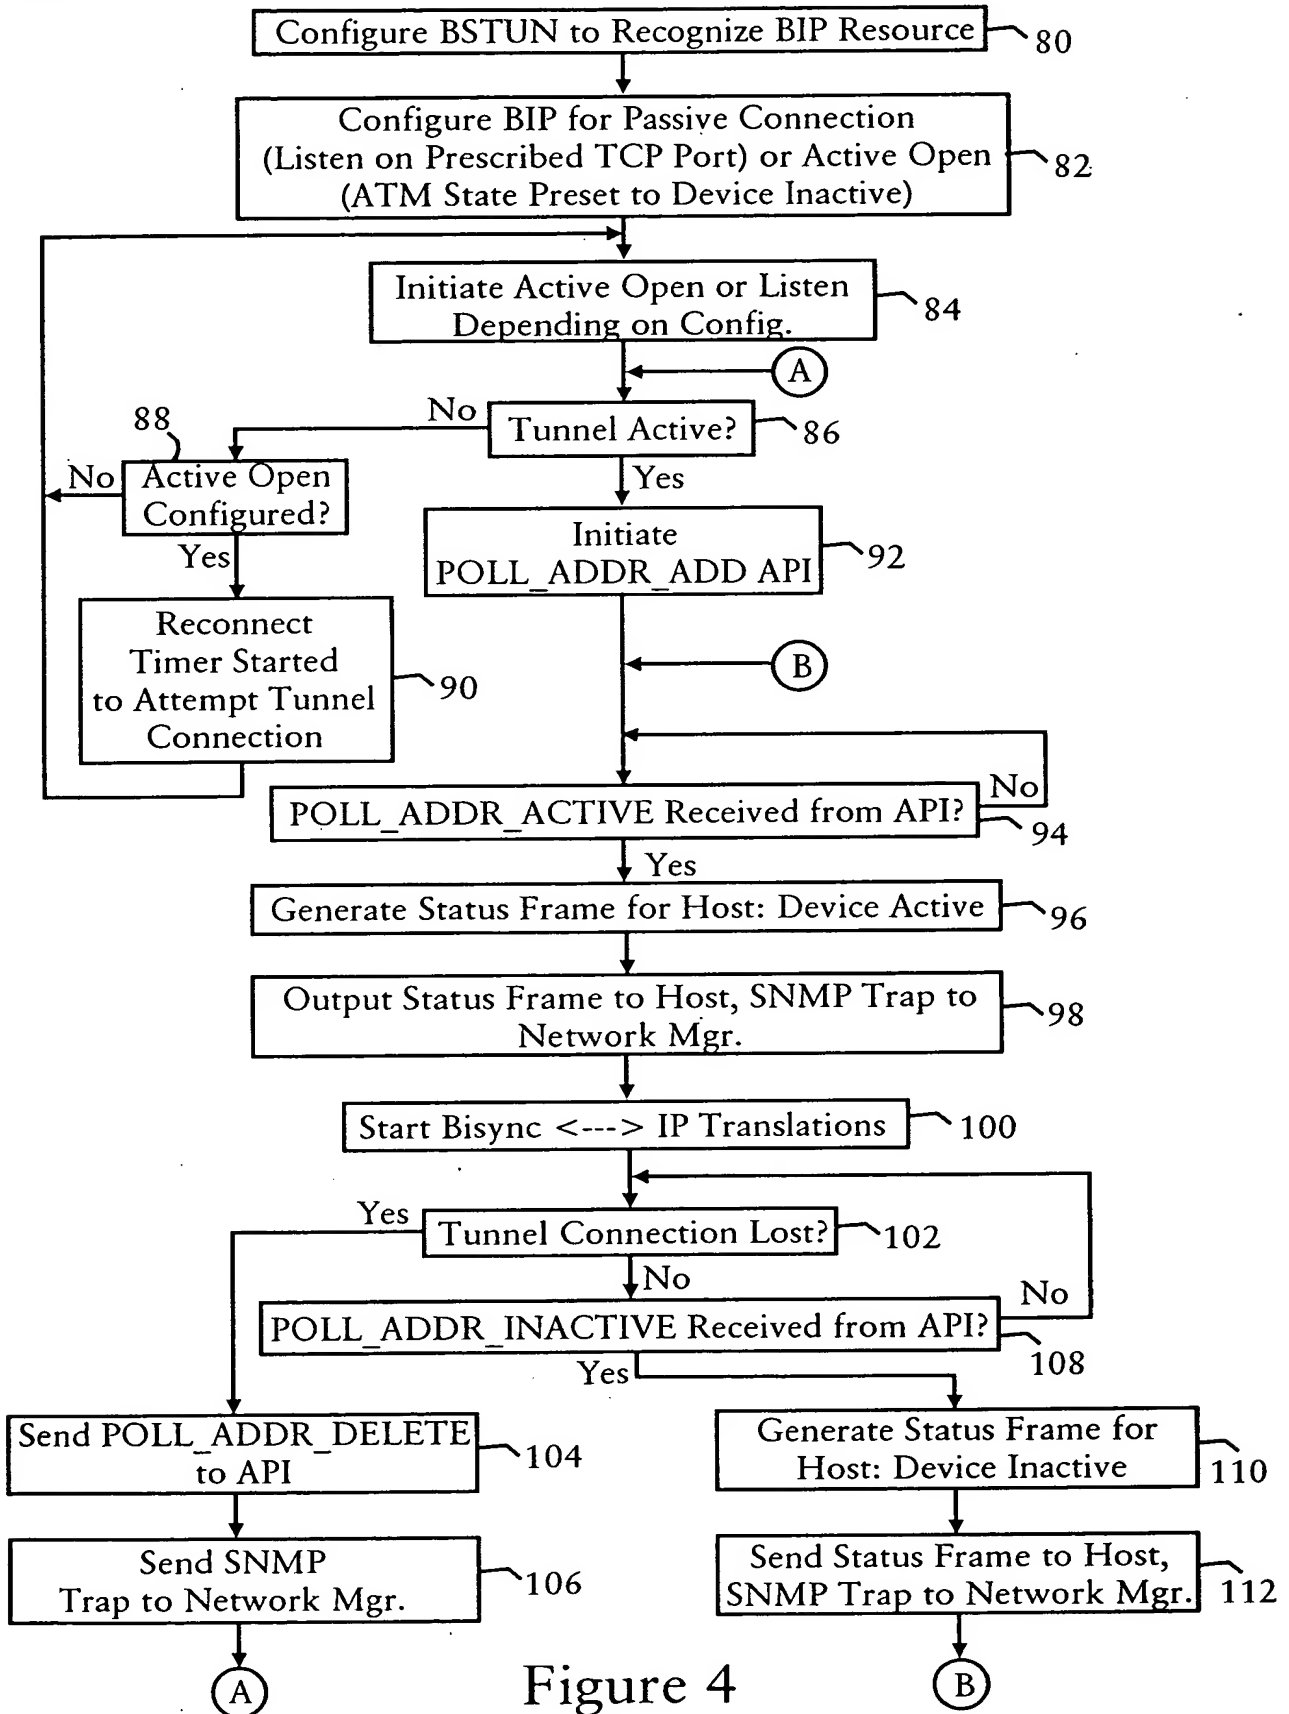 Configure BSTUN to Recognize BIP Resource
80
Configure BIP for Passive Connection
(Listen on Prescribed TCP Port) or Active Open
(ATM State Preset to Device Inactive)
82
Initiate Active Open or Listen
Depending on Config.
84
A
No
Tunnel Active?
86
88
Yes
No
Active Open
Configured?
Initiate
POLL_ADDR_ADD API
92
Yes
Reconnect
Timer Started
to Attempt Tunnel
Connection
90
B
No
POLL_ADDR_ACTIVE Received from API?
94
Yes
Generate Status Frame for Host: Device Active
96
Output Status Frame to Host, SNMP Trap to
Network Mgr.
98
Start Bisync <---> IP Translations
100
Yes
Tunnel Connection Lost?
102
No
No
POLL_ADDR_INACTIVE Received from API?
108
Yes
Send POLL_ADDR_DELETE
to API
104
Generate Status Frame for
Host: Device Inactive
110
Send SNMP
Trap to Network Mgr.
106
Send Status Frame to Host,
SNMP Trap to Network Mgr.
112
A
B
Figure 4